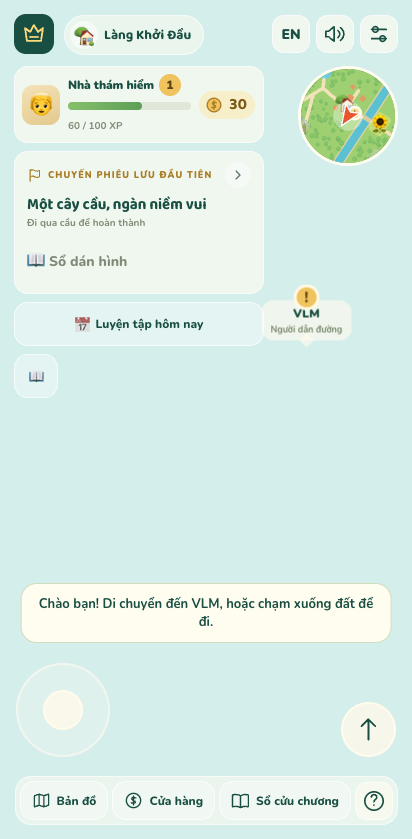 Làng Khởi Đầu
EN
Nhà thám hiểm 1
30
60 / 100 XP
CHUYẾN PHIÊU LƯU ĐẦU TIÊN
Một cây cầu, ngàn niềm vui
Đi qua cầu để hoàn thành
Sổ dán hình
!
VLM
Người dẫn đường
Luyện tập hôm nay
Chào bạn! Di chuyển đến VLM, hoặc chạm xuống đất để
đi.
Bản đồ
Cửa hàng
Sổ cửu chương
?